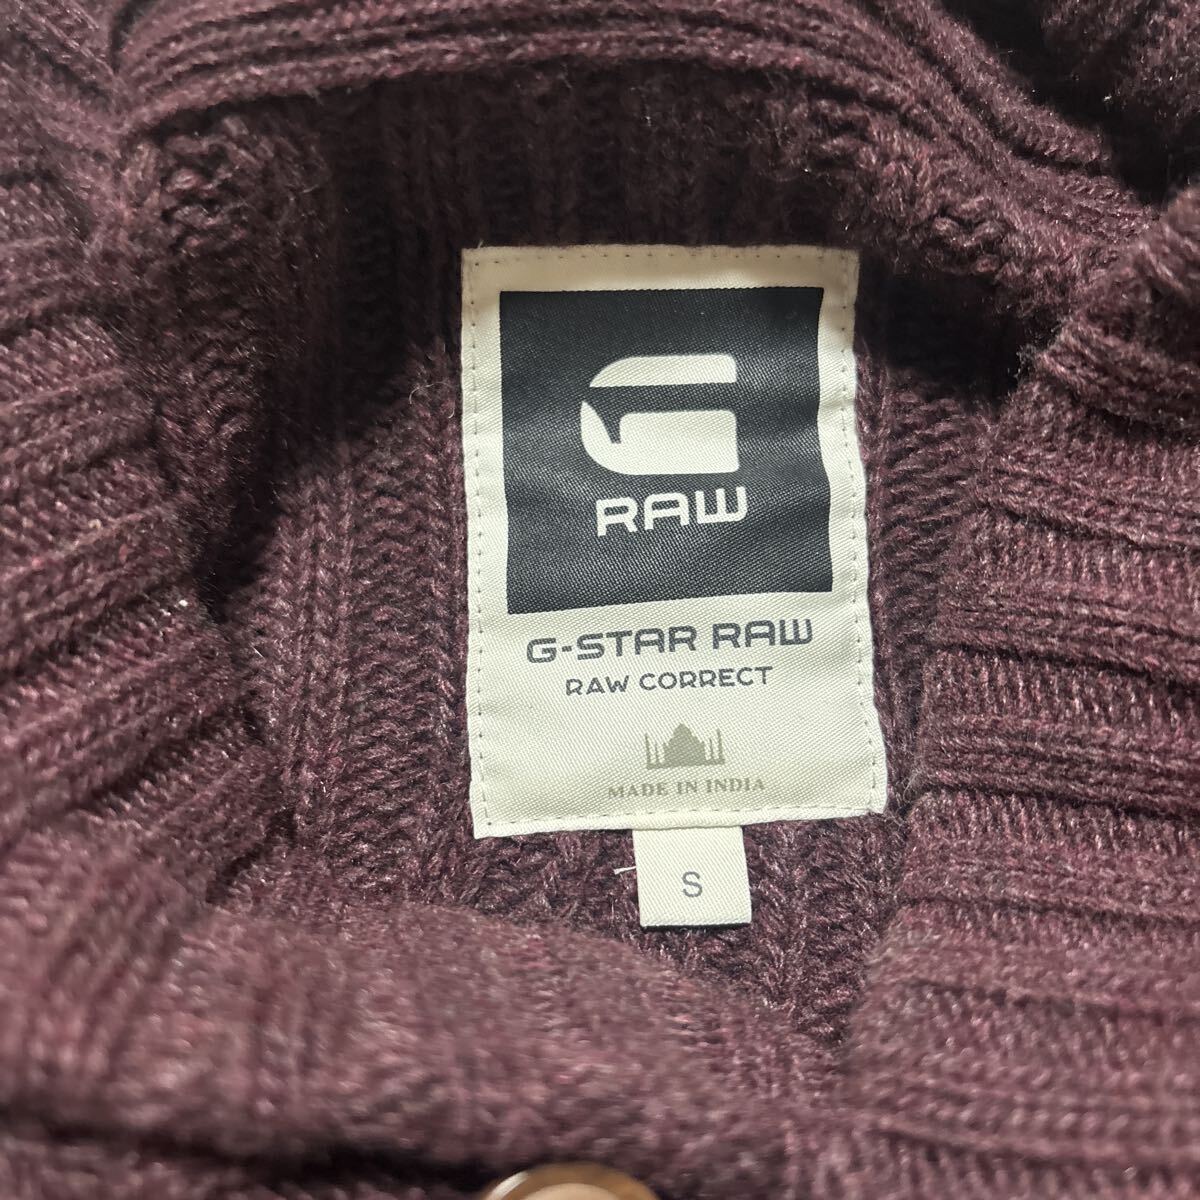 RAW
G-STAR RAW
RAW CORRECT
MADE IN INDIA
S